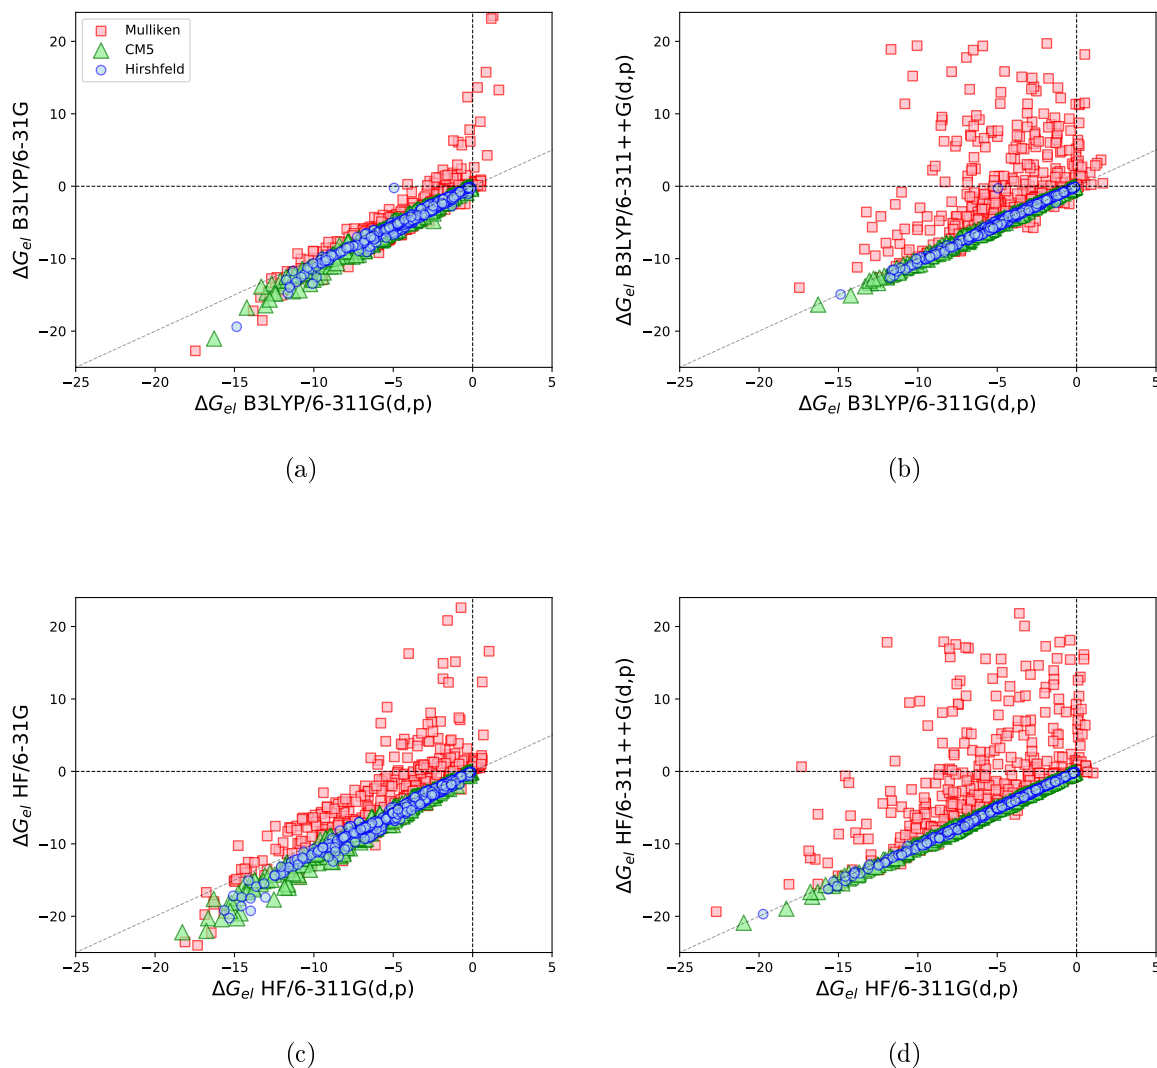 Mulliken
CM5
Hirshfeld
20
10
0
−10
−20
−25 −20 −15 −10 −5 0 5
ΔG_el B3LYP/6-31G
ΔG_el B3LYP/6-311G(d,p)
(a)
20
10
0
−10
−20
−25 −20 −15 −10 −5 0 5
ΔG_el B3LYP/6-311++G(d,p)
ΔG_el B3LYP/6-311G(d,p)
(b)
20
10
0
−10
−20
−25 −20 −15 −10 −5 0 5
ΔG_el HF/6-31G
ΔG_el HF/6-311G(d,p)
(c)
20
10
0
−10
−20
−25 −20 −15 −10 −5 0 5
ΔG_el HF/6-311++G(d,p)
ΔG_el HF/6-311G(d,p)
(d)